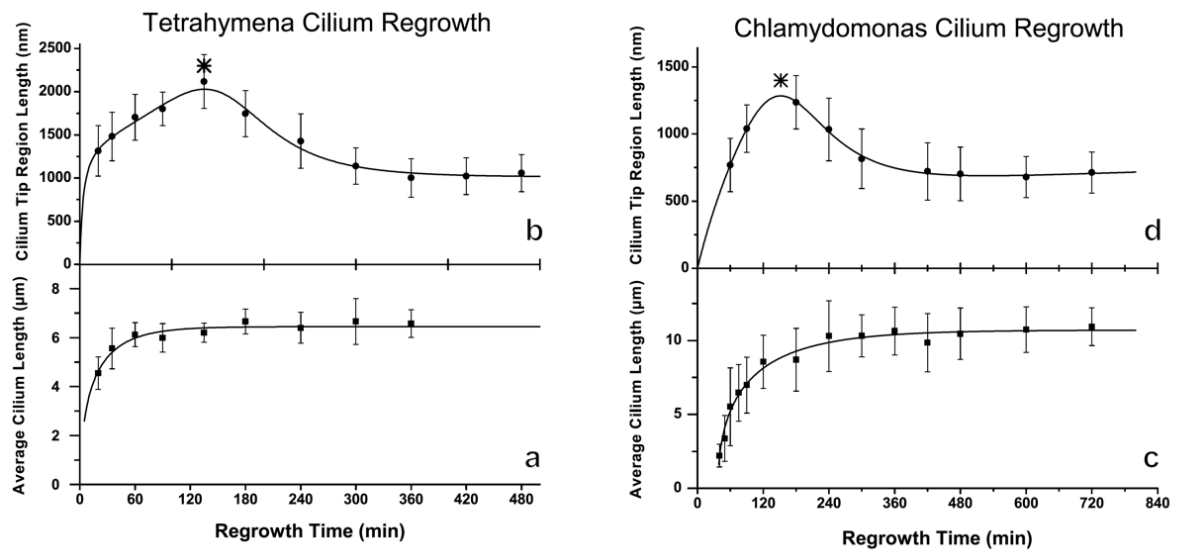 Tetrahymena Cilium Regrowth
Cilium Tip Region Length (nm)
2500
2000
1500
1000
500
0
b
Average Cilium Length (µm)
8
6
4
2
0
a
0 60 120 180 240 300 360 420 480
Regrowth Time (min)
Chlamydomonas Cilium Regrowth
Cilium Tip Region Length (nm)
1500
1000
500
0
d
Average Cilium Length (µm)
10
5
0
c
0 120 240 360 480 600 720 840
Regrowth Time (min)